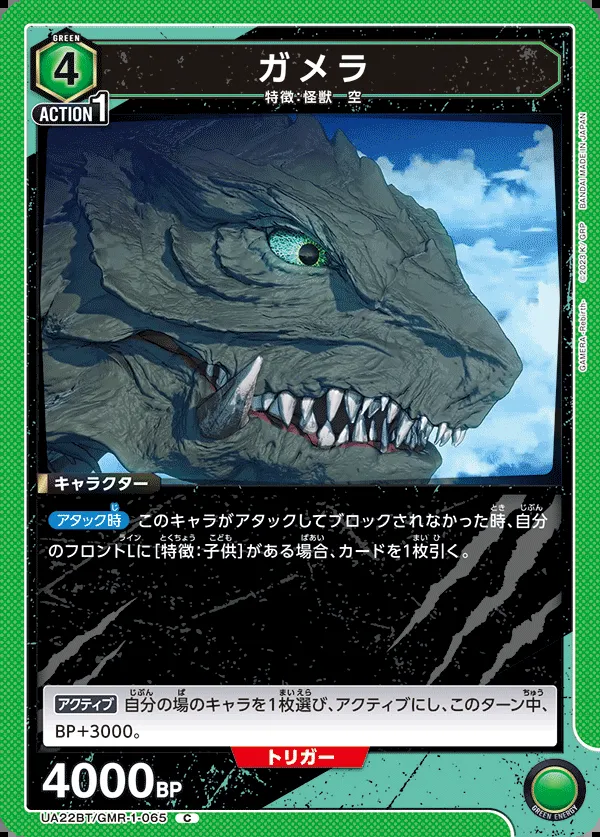 GREEN
4
ACTION 1
ガメラ
特徴:怪獣 空
キャラクター
アタック時 このキャラがアタックしてブロックされなかった時、自分
のフロントLに[特徴:子供]がある場合、カードを1枚引く。
アクティブ 自分の場のキャラを1枚選び、アクティブにし、このターン中、
BP+3000。
トリガー
4000BP
UA22BT/GMR-1-065 C
GREEN ENERGY
GAMERA -Rebirth- ©2023 K/GRP BANDAI MADE IN JAPAN